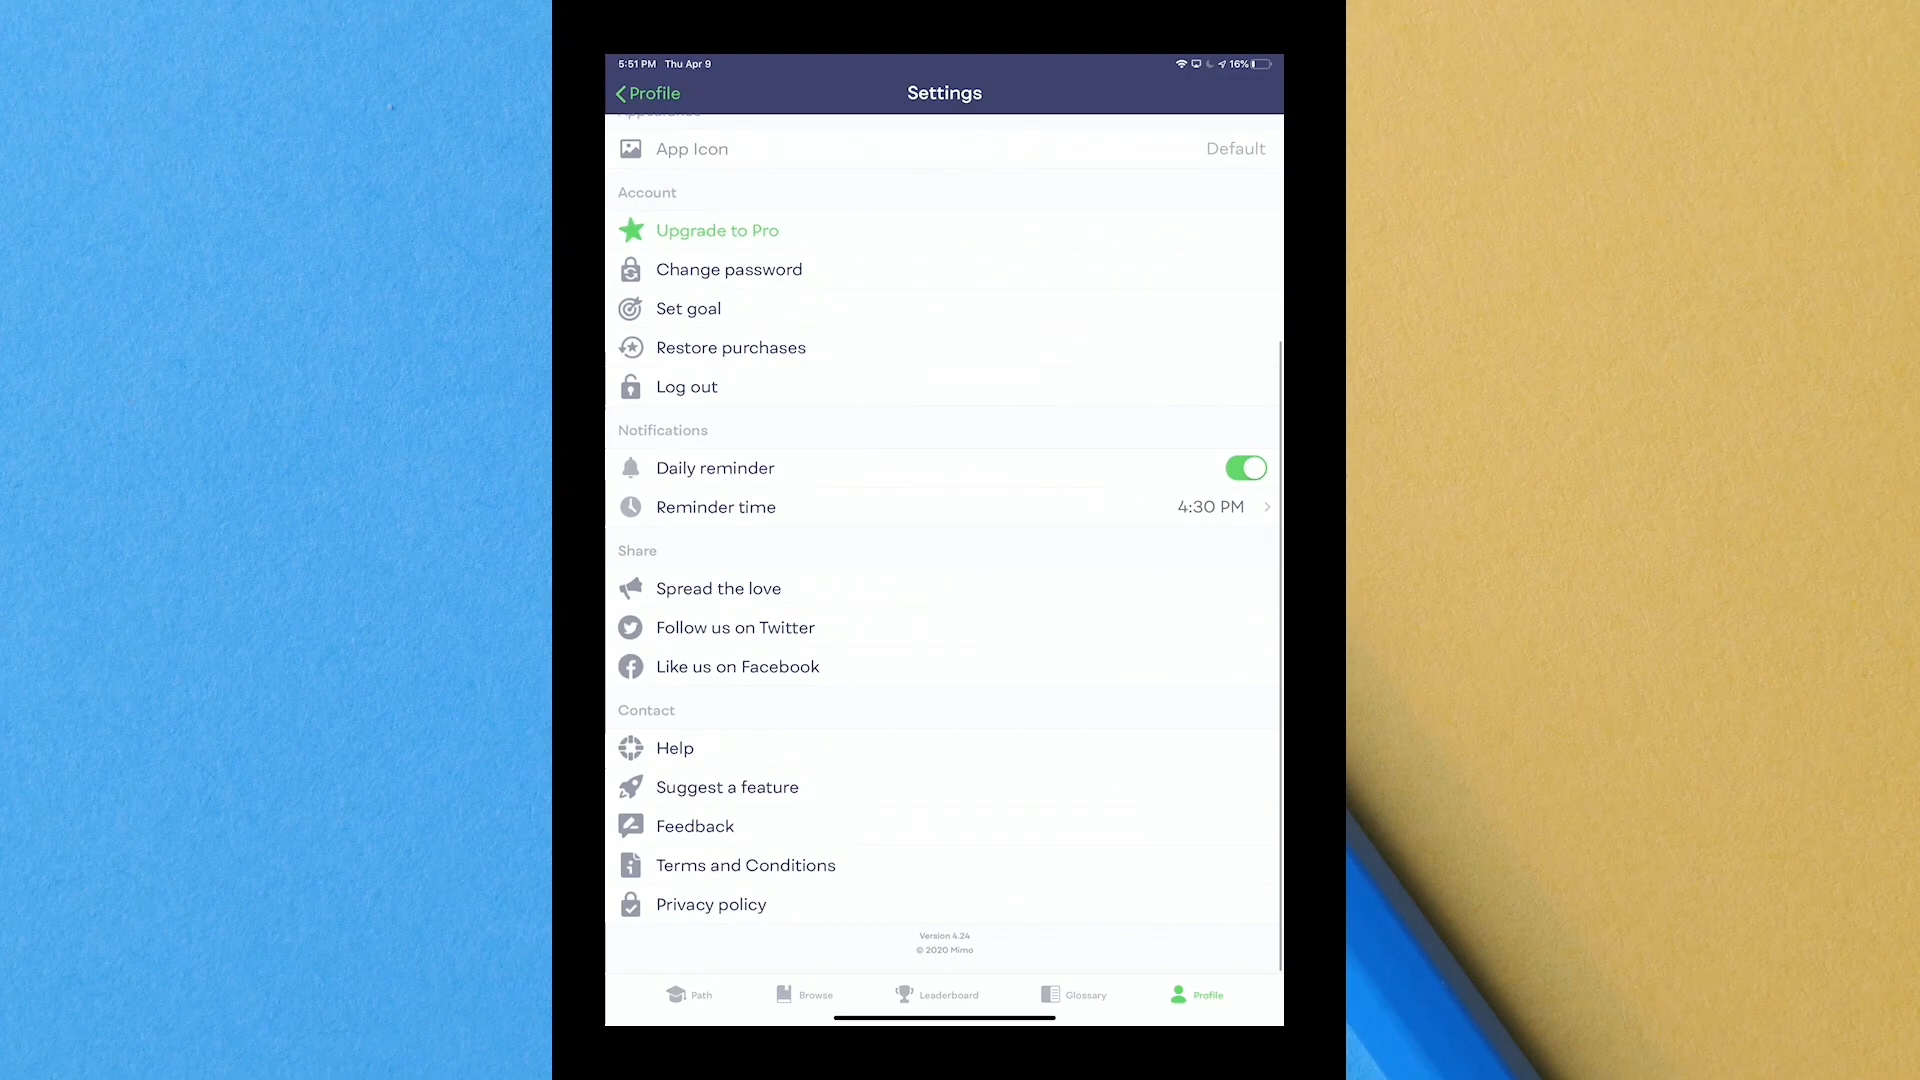 5:51 PM Thu Apr 9
16%
Profile
Settings
App Icon
Default
Account
Upgrade to Pro
Change password
Set goal
Restore purchases
Log out
Notifications
Daily reminder
Reminder time
4:30 PM
Share
Spread the love
Follow us on Twitter
Like us on Facebook
Contact
Help
Suggest a feature
Feedback
Terms and Conditions
Privacy policy
Version 4.24
© 2020 Mimo
Path
Browse
Leaderboard
Glossary
Profile